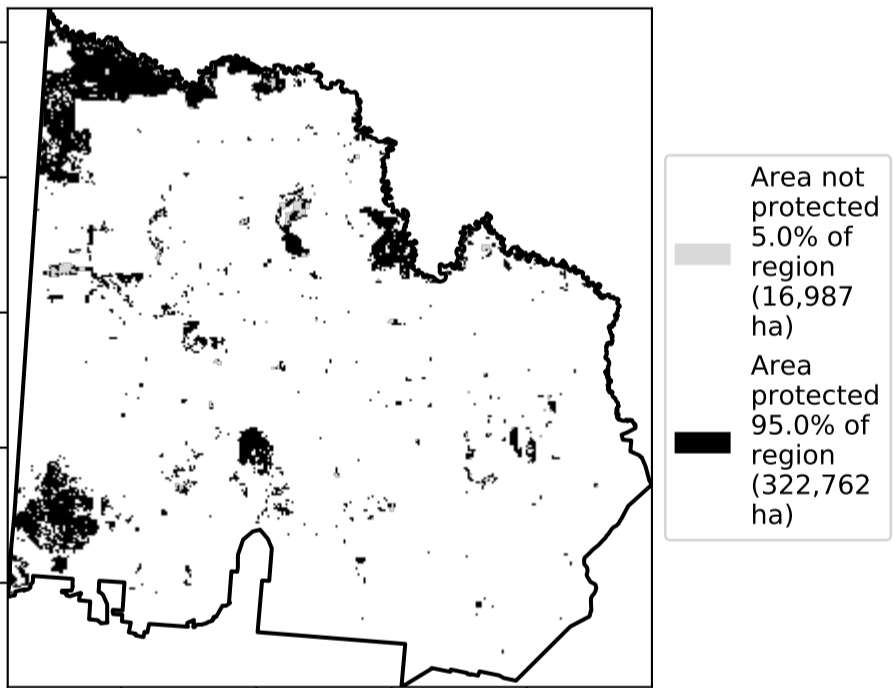 Area not
protected
5.0% of
region
(16,987
ha)
Area
protected
95.0% of
region
(322,762
ha)